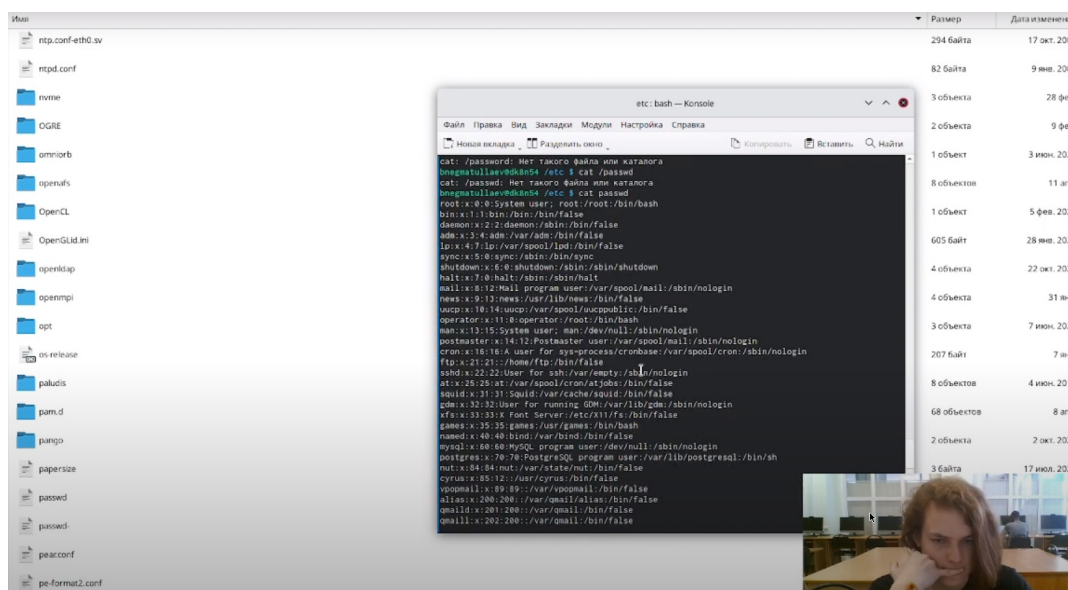 Имя Размер Дата изменен
ntp.conf-eth0.sv 294 байта 17 окт. 20
ntpd.conf 82 байта 9 янв. 20
nvme 3 объекта 28 фе
OGRE 2 объекта 9 фе
omniorb 1 объект 3 июн. 20
openafs 8 объектов 11 ап
OpenCL 1 объект 5 фев. 20
OpenGLid.ini 605 байт 28 янв. 20
openldap 4 объекта 22 окт. 20
openmpi 4 объекта 31 ян
opt 3 объекта 7 июн. 20
os-release 207 байт 7 ян
paludis 8 объектов 4 июн. 20
pam.d 68 объектов 8 ап
pango 2 объекта 2 окт. 20
papersize 3 байта 17 июл. 20
passwd
passwd-
pear.conf
pe-format2.conf
etc : bash — Konsole
Файл Правка Вид Закладки Модули Настройка Справка
Новая вкладка Разделить окно Копировать Вставить Найти
cat: /password: Нет такого файла или каталога
bnegmatullaev@dk8n54 /etc $ cat /passwd
cat: /passwd: Нет такого файла или каталога
bnegmatullaev@dk8n54 /etc $ cat passwd
root:x:0:0:System user; root:/root:/bin/bash
bin:x:1:1:bin:/bin:/bin/false
daemon:x:2:2:daemon:/sbin:/bin/false
adm:x:3:4:adm:/var/adm:/bin/false
lp:x:4:7:lp:/var/spool/lpd:/bin/false
sync:x:5:0:sync:/sbin:/bin/sync
shutdown:x:6:0:shutdown:/sbin:/sbin/shutdown
halt:x:7:0:halt:/sbin:/sbin/halt
mail:x:8:12:Mail program user:/var/spool/mail:/sbin/nologin
news:x:9:13:news:/usr/lib/news:/bin/false
uucp:x:10:14:uucp:/var/spool/uucppublic:/bin/false
operator:x:11:0:operator:/root:/bin/bash
man:x:13:15:System user; man:/dev/null:/sbin/nologin
postmaster:x:14:12:Postmaster user:/var/spool/mail:/sbin/nologin
cron:x:16:16:A user for sys-process/cronbase:/var/spool/cron:/sbin/nologin
ftp:x:21:21::/home/ftp:/bin/false
sshd:x:22:22:User for ssh:/var/empty:/sbin/nologin
at:x:25:25:at:/var/spool/cron/atjobs:/bin/false
squid:x:31:31:Squid:/var/cache/squid:/bin/false
gdm:x:32:32:User for running GDM:/var/lib/gdm:/sbin/nologin
xfs:x:33:33:X Font Server:/etc/X11/fs:/bin/false
games:x:35:35:games:/usr/games:/bin/bash
named:x:40:40:bind:/var/bind:/bin/false
mysql:x:60:60:MySQL program user:/dev/null:/sbin/nologin
postgres:x:70:70:PostgreSQL program user:/var/lib/postgresql:/bin/sh
nut:x:84:84:nut:/var/state/nut:/bin/false
cyrus:x:85:12::/usr/cyrus:/bin/false
vpopmail:x:89:89::/var/vpopmail:/bin/false
alias:x:200:200::/var/qmail/alias:/bin/false
qmaild:x:201:200::/var/qmail:/bin/false
qmaill:x:202:200::/var/qmail:/bin/false